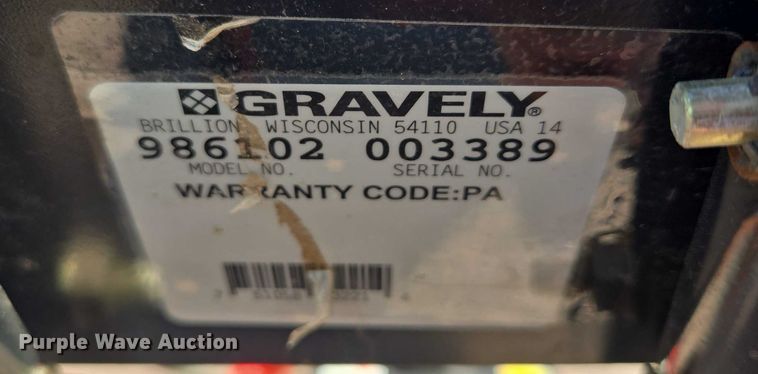 GRAVELY®
BRILLION, WISCONSIN 54110 USA 14
986102 003389
MODEL NO. SERIAL NO.
WARRANTY CODE:PA
Purple Wave Auction